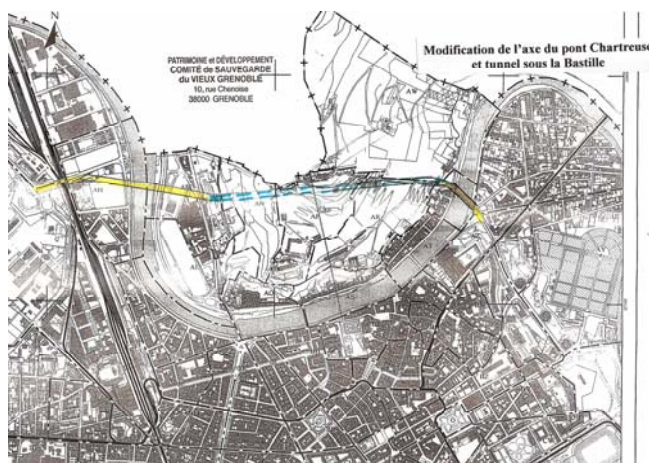 N
PATRIMOINE et DÉVELOPPEMENT
COMITÉ de SAUVEGARDE
du VIEUX GRENOBLE
10, rue Chenoise
38000 GRENOBLE
Modification de l'axe du pont Chartreuse
et tunnel sous la Bastille
AW